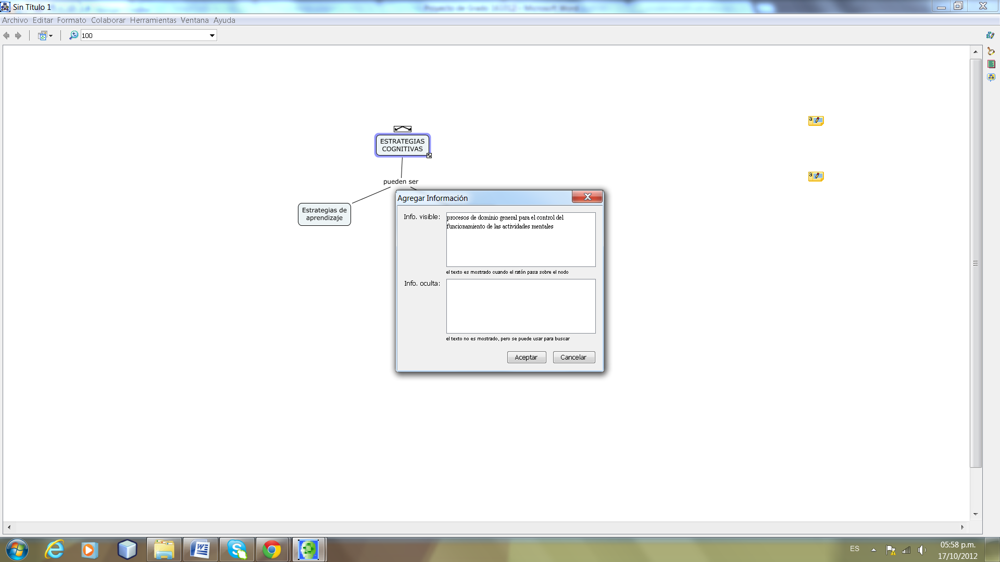 Sin Título 1
Proyecto de Grado 161012 - Microsoft Word
Archivo Editar Formato Colaborar Herramientas Ventana Ayuda
100
ESTRATEGIAS
COGNITIVAS
pueden ser
Estrategias de
aprendizaje
Agregar Información
Info. visible:
procesos de dominio general para el control del
funcionamiento de las actividades mentales
el texto es mostrado cuando el ratón pasa sobre el nodo
Info. oculta:
el texto no es mostrado, pero se puede usar para buscar
Aceptar Cancelar
ES
05:58 p.m.
17/10/2012